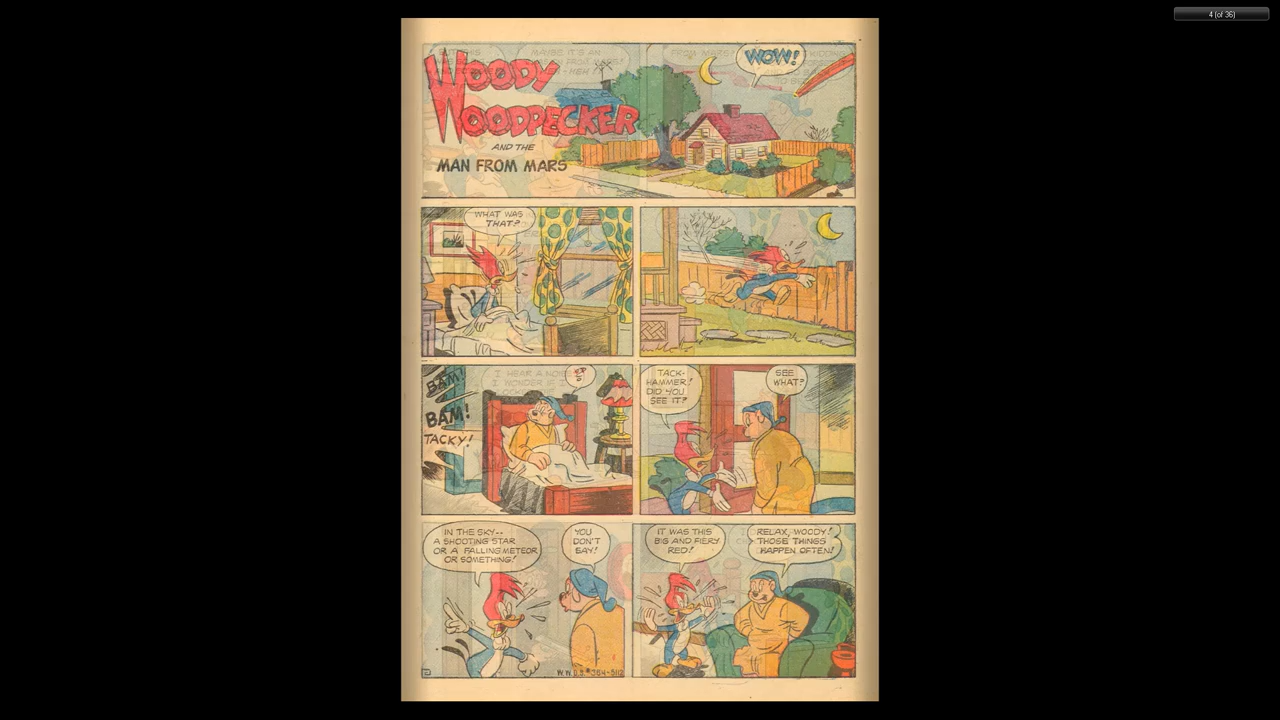 4 (of 36)
WOODY
WOODPECKER
AND THE
MAN FROM MARS
WOW!
WHAT WAS
THAT?
BAM!
BAM!
TACKY!
TACK-
HAMMER!
DID YOU
SEE IT?
SEE
WHAT?
IN THE SKY--
A SHOOTING STAR
OR A FALLING METEOR
OR SOMETHING!
YOU
DON'T
SAY!
W.W.O.S. #364-5112
IT WAS THIS
BIG AND FIERY
RED!
RELAX, WOODY!
THOSE THINGS
HAPPEN OFTEN!